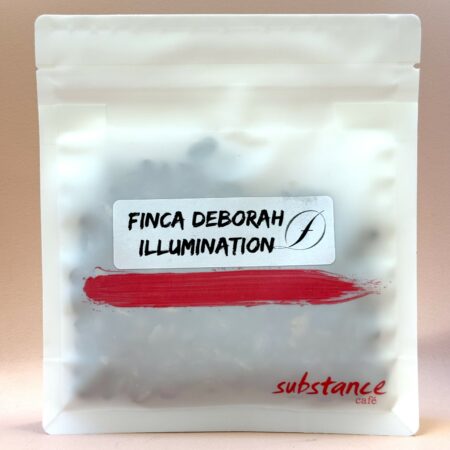 FINCA DEBORAH
ILLUMINATION
substance
café